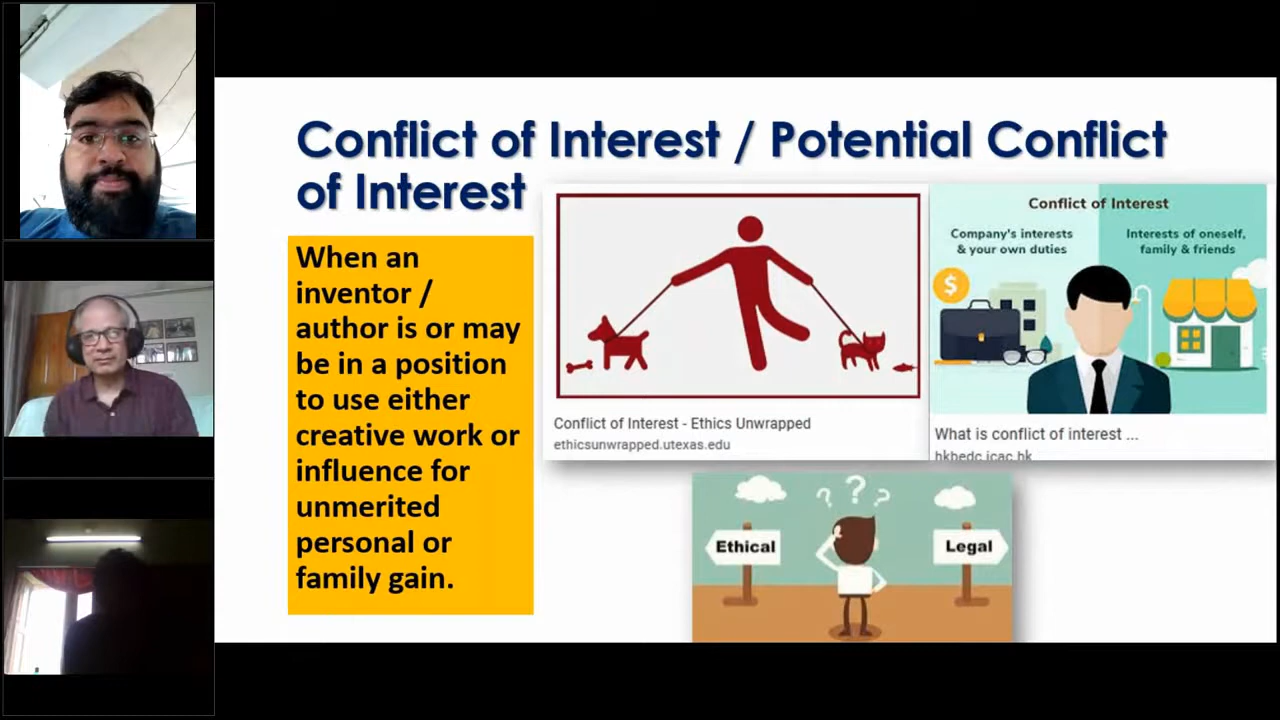 Conflict of Interest / Potential Conflict
of Interest
When an
inventor /
author is or may
be in a position
to use either
creative work or
influence for
unmerited
personal or
family gain.
Conflict of Interest - Ethics Unwrapped
ethicsunwrapped.utexas.edu
Conflict of Interest
Company's interests
& your own duties
Interests of oneself,
family & friends
$
What is conflict of interest ...
hkbedc.icac.hk
? ? ?
Ethical
Legal